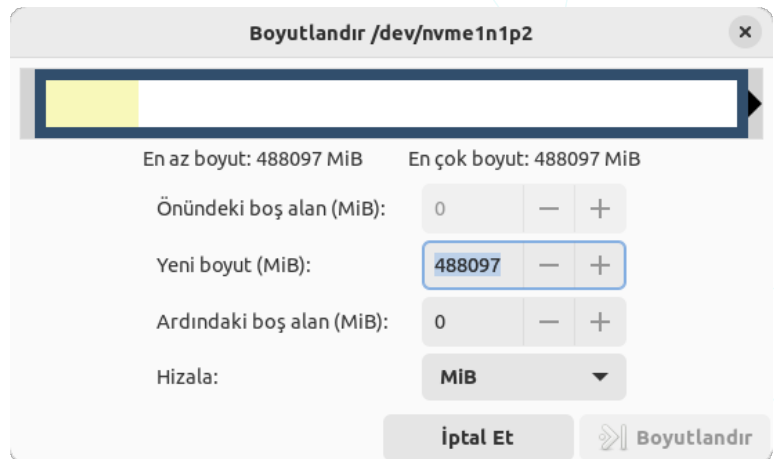 Boyutlandır /dev/nvme1n1p2
En az boyut: 488097 MiB En çok boyut: 488097 MiB
Önündeki boş alan (MiB): 0
Yeni boyut (MiB): 488097
Ardındaki boş alan (MiB): 0
Hizala: MiB
İptal Et Boyutlandır